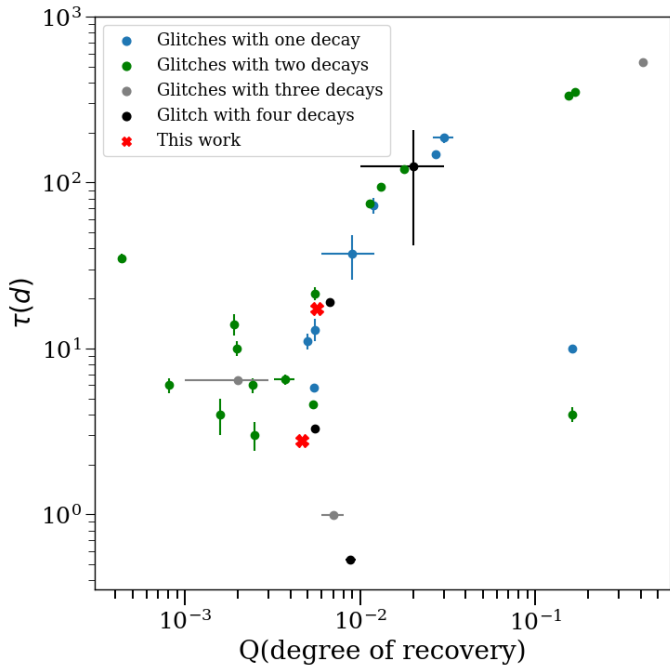 10³
10²
10¹
10⁰
τ(d)
Glitches with one decay
Glitches with two decays
Glitches with three decays
Glitch with four decays
This work
10⁻³
10⁻²
10⁻¹
Q(degree of recovery)